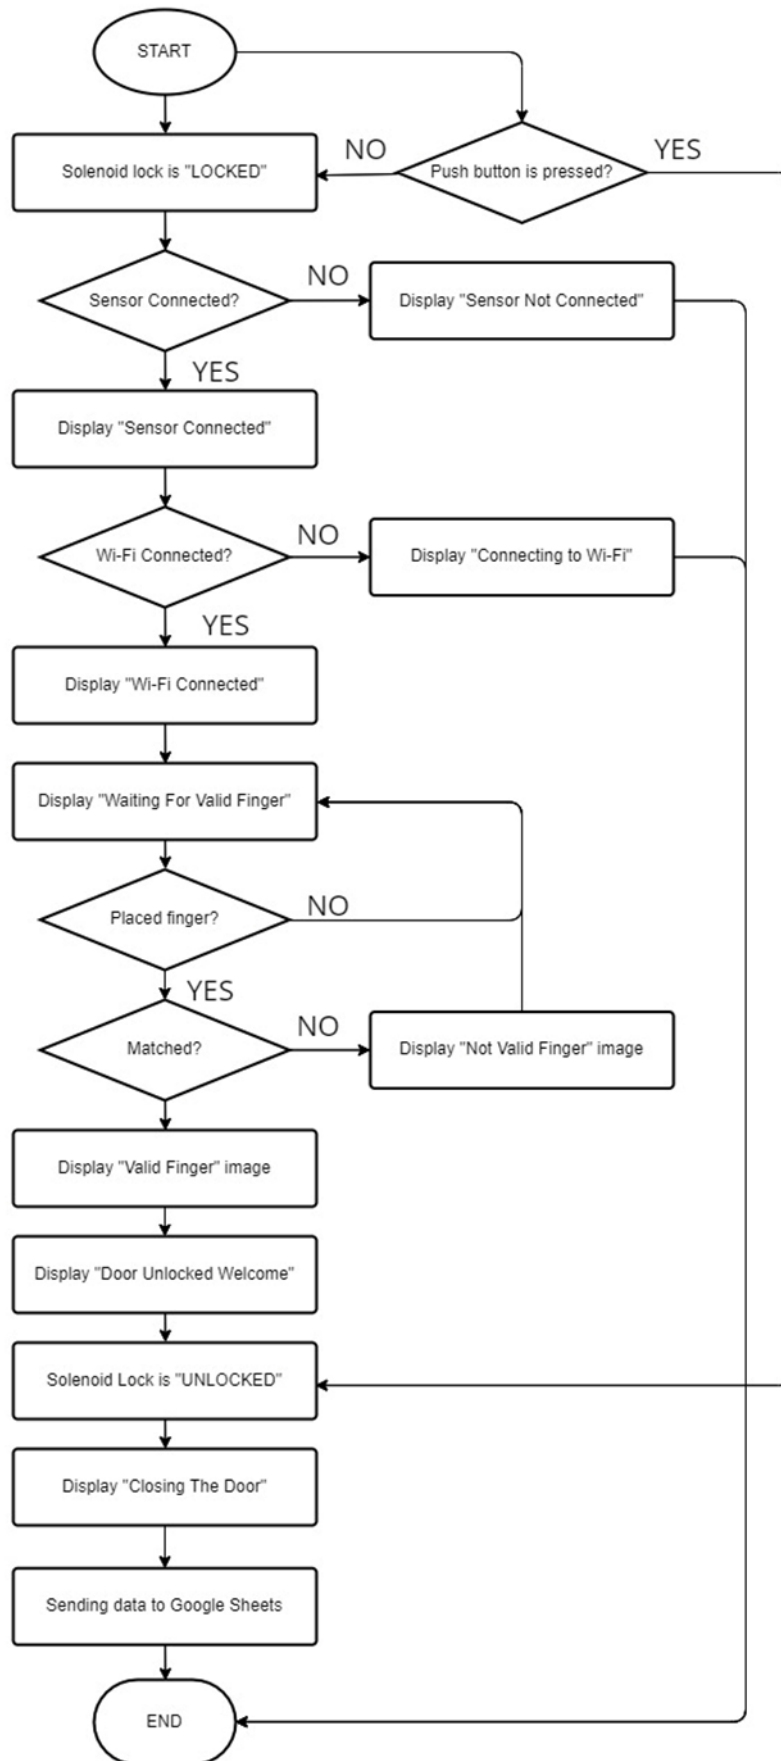 START
Solenoid lock is "LOCKED"
NO
Push button is pressed?
YES
Sensor Connected?
NO
Display "Sensor Not Connected"
YES
Display "Sensor Connected"
Wi-Fi Connected?
NO
Display "Connecting to Wi-Fi"
YES
Display "Wi-Fi Connected"
Display "Waiting For Valid Finger"
Placed finger?
NO
YES
Matched?
NO
Display "Not Valid Finger" image
Display "Valid Finger" image
Display "Door Unlocked Welcome"
Solenoid Lock is "UNLOCKED"
Display "Closing The Door"
Sending data to Google Sheets
END